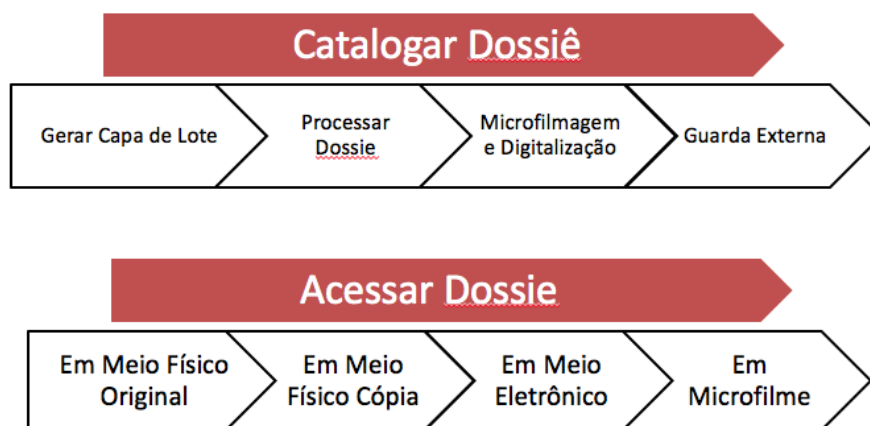 Catalogar Dossiê
Gerar Capa de Lote
Processar
Dossie
Microfilmagem
e Digitalização
Guarda Externa
Acessar Dossie
Em Meio Físico
Original
Em Meio
Físico Cópia
Em Meio
Eletrônico
Em
Microfilme